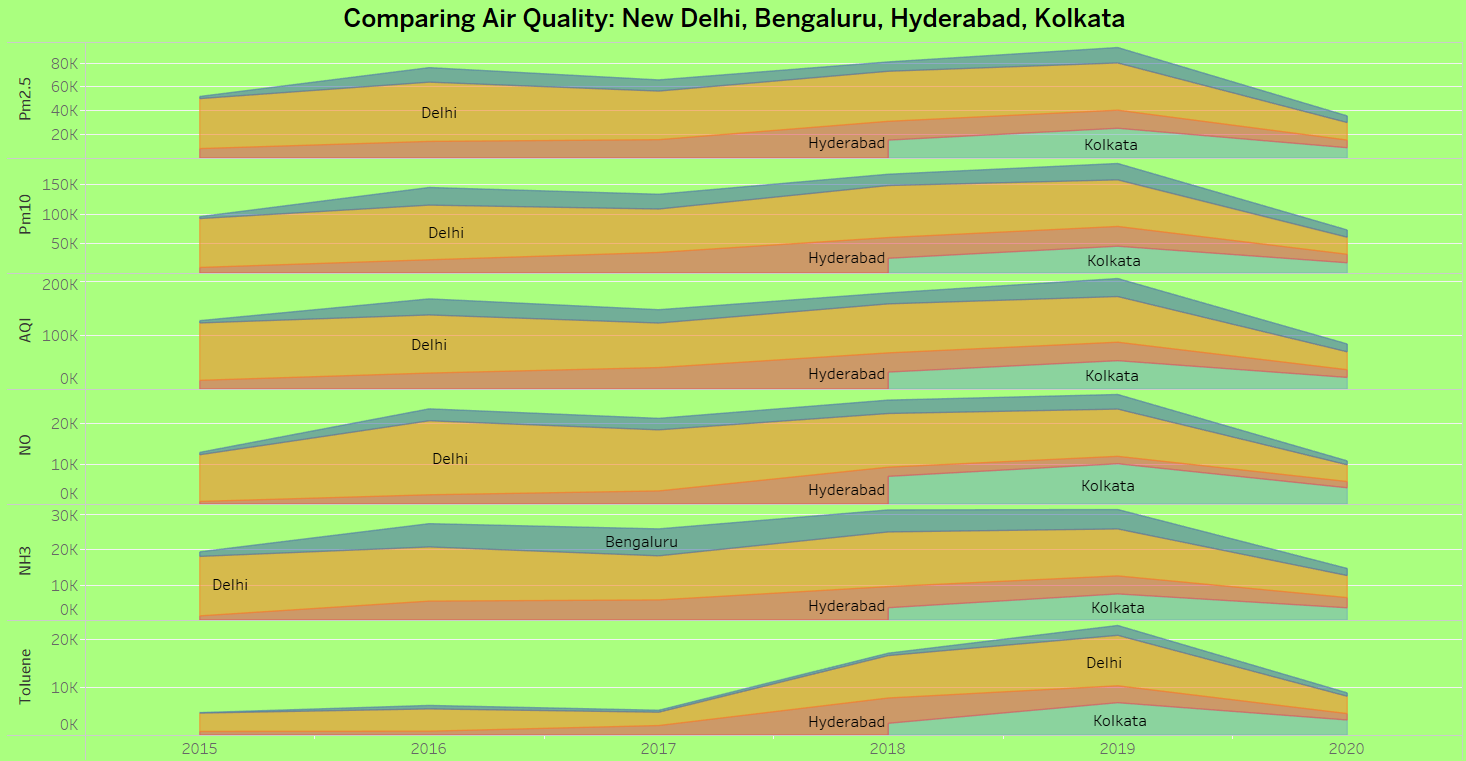 Comparing Air Quality: New Delhi, Bengaluru, Hyderabad, Kolkata
Pm2.5
80K
60K
40K
20K
Delhi
Hyderabad
Kolkata
Pm10
150K
100K
50K
Delhi
Hyderabad
Kolkata
AQI
200K
100K
0K
Delhi
Hyderabad
Kolkata
NO
20K
10K
0K
Delhi
Hyderabad
Kolkata
NH3
30K
20K
10K
0K
Bengaluru
Delhi
Hyderabad
Kolkata
Toluene
20K
10K
0K
Delhi
Hyderabad
Kolkata
2015 2016 2017 2018 2019 2020